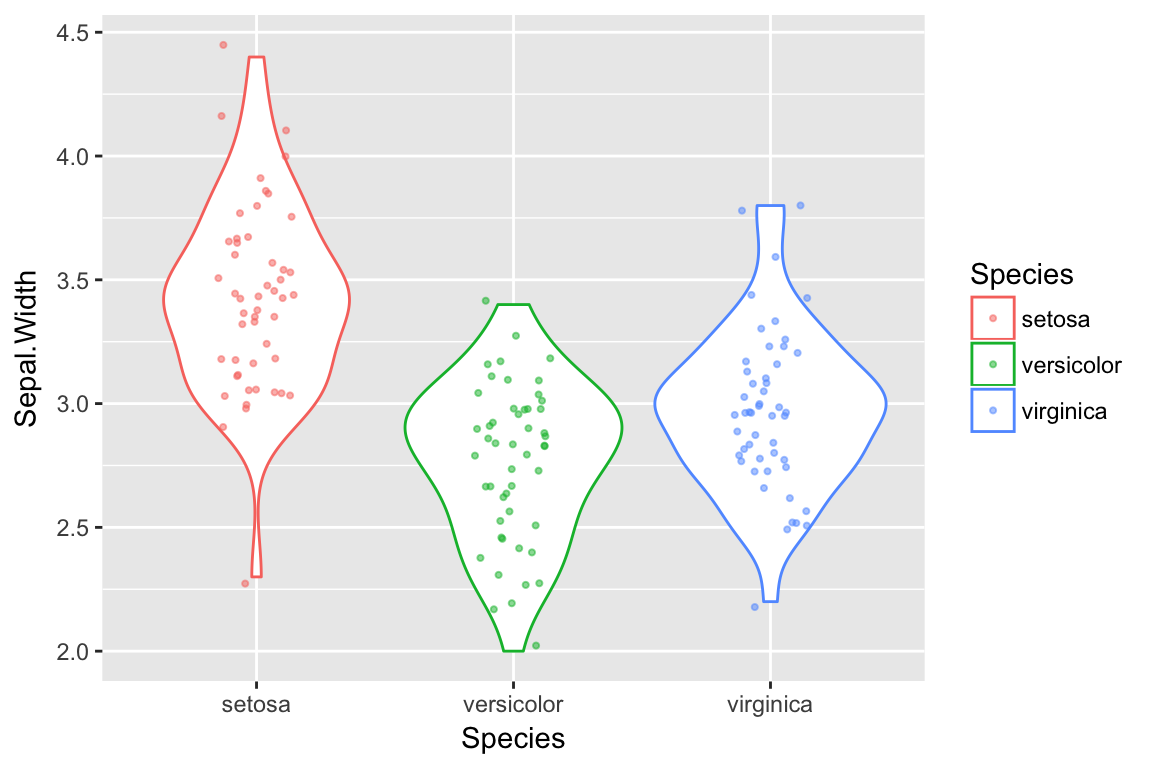 4.5
4.0
3.5
3.0
2.5
2.0
Sepal.Width
setosa
versicolor
virginica
Species
Species
setosa
versicolor
virginica